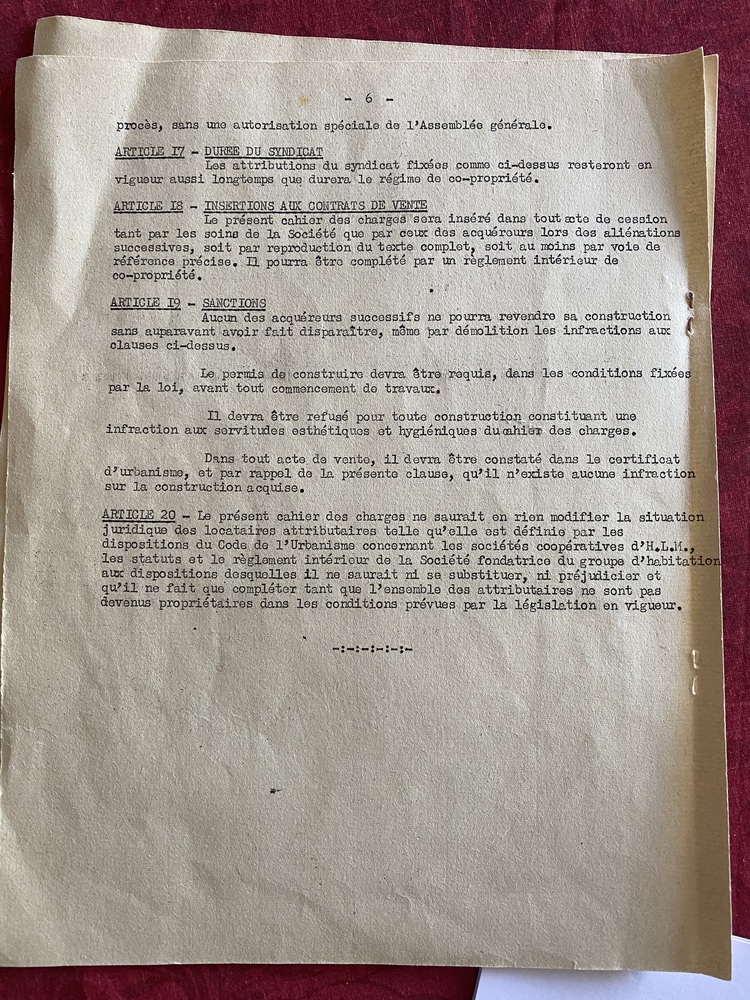 - 6 -
procès, sans une autorisation spéciale de l'Assemblée générale.
ARTICLE I7 - DUREE DU SYNDICAT
Les attributions du syndicat fixées comme ci-dessus resteront en
vigueur aussi longtemps que durera le régime de co-propriété.
ARTICLE I8 - INSERTIONS AUX CONTRATS DE VENTE
Le présent cahier des charges sera inséré dans tout acte de cession
tant par les soins de la Société que par ceux des acquéreurs lors des aliénations
successives, soit par reproduction du texte complet, soit au moins par voie de
référence précise. Il pourra être complété par un règlement intérieur de
co-propriété.
ARTICLE I9 - SANCTIONS
Aucun des acquéreurs successifs ne pourra revendre sa construction
sans auparavant avoir fait disparaître, même par démolition les infractions aux
clauses ci-dessus.
Le permis de construire devra être requis, dans les conditions fixées
par la loi, avant tout commencement de travaux.
Il devra être refusé pour toute construction constituant une
infraction aux servitudes esthétiques et hygiéniques du cahier des charges.
Dans tout acte de vente, il devra être constaté dans le certificat
d'urbanisme, et par rappel de la présente clause, qu'il n'existe aucune infraction
sur la construction acquise.
ARTICLE 20 - Le présent cahier des charges ne saurait en rien modifier la situation
juridique des locataires attributaires telle qu'elle est définie par les
dispositions du Code de l'Urbanisme concernant les sociétés coopératives d'H.L.M.,
les statuts et le règlement intérieur de la Société fondatrice du groupe d'habitation
aux dispositions desquelles il ne saurait ni se substituer, ni préjudicier et
qu'il ne fait que compléter tant que l'ensemble des attributaires ne sont pas
devenus propriétaires dans les conditions prévues par la législation en vigueur.
-:-:-:-:-:-